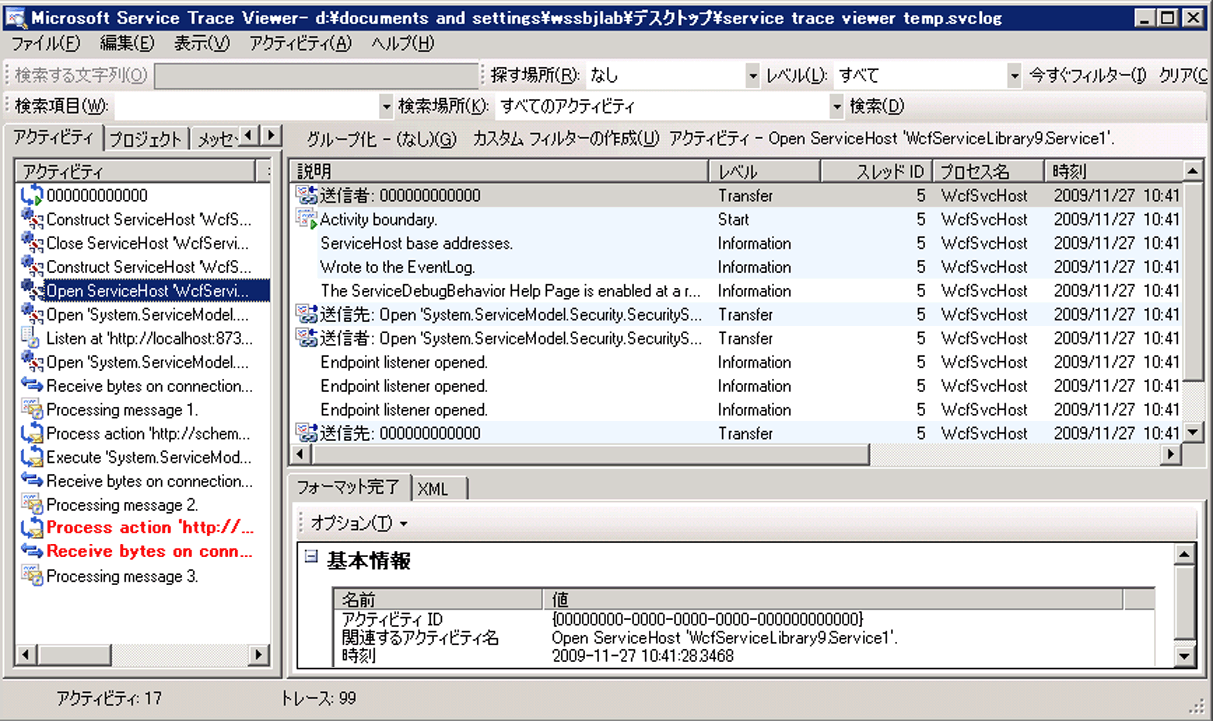 Microsoft Service Trace Viewer- d:¥documents and settings¥wssbjlab¥デスクトップ¥service trace viewer temp.svclog
ファイル(F) 編集(E) 表示(V) アクティビティ(A) ヘルプ(H)
検索する文字列(O) 探す場所(R): なし レベル(L): すべて 今すぐフィルター(I) クリア(C
検索項目(W): 検索場所(K): すべてのアクティビティ 検索(D)
アクティビティ プロジェクト メッセ
グループ化 - (なし)(G) カスタム フィルターの作成(U) アクティビティ - Open ServiceHost 'WcfServiceLibrary9.Service1'.
アクティビティ
000000000000
Construct ServiceHost 'WcfS...
Close ServiceHost 'WcfServi...
Construct ServiceHost 'WcfS...
Open ServiceHost 'WcfServi...
Open 'System.ServiceModel....
Listen at 'http://localhost:873...
Open 'System.ServiceModel....
Receive bytes on connection...
Processing message 1.
Process action 'http://schem...
Execute 'System.ServiceMod...
Receive bytes on connection...
Processing message 2.
Process action 'http://...
Receive bytes on conn...
Processing message 3.
説明 レベル スレッド ID プロセス名 時刻
送信者: 000000000000 Transfer 5 WcfSvcHost 2009/11/27 10:41
Activity boundary. Start 5 WcfSvcHost 2009/11/27 10:41
ServiceHost base addresses. Information 5 WcfSvcHost 2009/11/27 10:41
Wrote to the EventLog. Information 5 WcfSvcHost 2009/11/27 10:41
The ServiceDebugBehavior Help Page is enabled at a r... Information 5 WcfSvcHost 2009/11/27 10:41
送信先: Open 'System.ServiceModel.Security.SecurityS... Transfer 5 WcfSvcHost 2009/11/27 10:41
送信者: Open 'System.ServiceModel.Security.SecurityS... Transfer 5 WcfSvcHost 2009/11/27 10:41
Endpoint listener opened. Information 5 WcfSvcHost 2009/11/27 10:41
Endpoint listener opened. Information 5 WcfSvcHost 2009/11/27 10:41
Endpoint listener opened. Information 5 WcfSvcHost 2009/11/27 10:41
送信先: 000000000000 Transfer 5 WcfSvcHost 2009/11/27 10:41
フォーマット完了 XML
オプション(T)
基本情報
名前 値
アクティビティ ID {00000000-0000-0000-0000-000000000000}
関連するアクティビティ名 Open ServiceHost 'WcfServiceLibrary9.Service1'.
時刻 2009-11-27 10:41:28.3468
アクティビティ: 17 トレース: 99